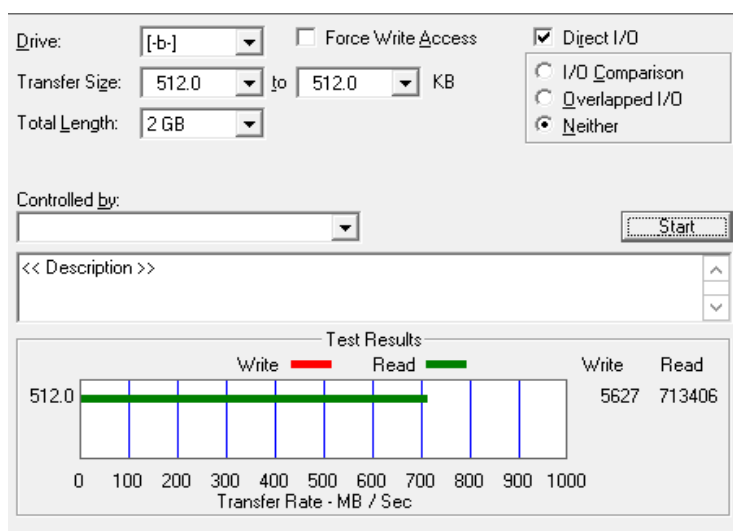 Drive: [-b-] Force Write Access Direct I/O
Transfer Size: 512.0 to 512.0 KB I/O Comparison
Overlapped I/O
Total Length: 2 GB Neither
Controlled by:
Start
<< Description >>
Test Results
Write Read Write Read
512.0 5627 713406
0 100 200 300 400 500 600 700 800 900 1000
Transfer Rate - MB / Sec